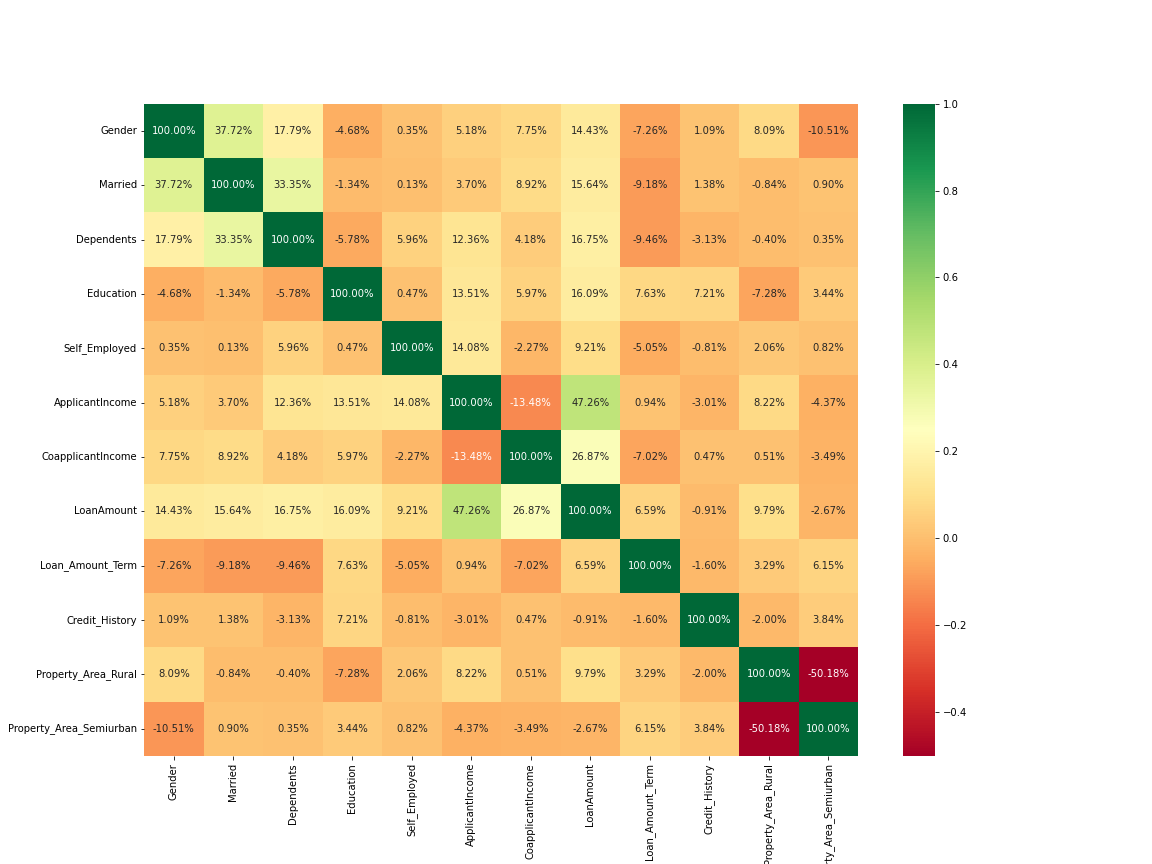 Gender 100.00% 37.72% 17.79% -4.68% 0.35% 5.18% 7.75% 14.43% -7.26% 1.09% 8.09% -10.51%
Married 37.72% 100.00% 33.35% -1.34% 0.13% 3.70% 8.92% 15.64% -9.18% 1.38% -0.84% 0.90%
Dependents 17.79% 33.35% 100.00% -5.78% 5.96% 12.36% 4.18% 16.75% -9.46% -3.13% -0.40% 0.35%
Education -4.68% -1.34% -5.78% 100.00% 0.47% 13.51% 5.97% 16.09% 7.63% 7.21% -7.28% 3.44%
Self_Employed 0.35% 0.13% 5.96% 0.47% 100.00% 14.08% -2.27% 9.21% -5.05% -0.81% 2.06% 0.82%
ApplicantIncome 5.18% 3.70% 12.36% 13.51% 14.08% 100.00% -13.48% 47.26% 0.94% -3.01% 8.22% -4.37%
CoapplicantIncome 7.75% 8.92% 4.18% 5.97% -2.27% -13.48% 100.00% 26.87% -7.02% 0.47% 0.51% -3.49%
LoanAmount 14.43% 15.64% 16.75% 16.09% 9.21% 47.26% 26.87% 100.00% 6.59% -0.91% 9.79% -2.67%
Loan_Amount_Term -7.26% -9.18% -9.46% 7.63% -5.05% 0.94% -7.02% 6.59% 100.00% -1.60% 3.29% 6.15%
Credit_History 1.09% 1.38% -3.13% 7.21% -0.81% -3.01% 0.47% -0.91% -1.60% 100.00% -2.00% 3.84%
Property_Area_Rural 8.09% -0.84% -0.40% -7.28% 2.06% 8.22% 0.51% 9.79% 3.29% -2.00% 100.00% -50.18%
Property_Area_Semiurban -10.51% 0.90% 0.35% 3.44% 0.82% -4.37% -3.49% -2.67% 6.15% 3.84% -50.18% 100.00%
Gender
Married
Dependents
Education
Self_Employed
ApplicantIncome
CoapplicantIncome
LoanAmount
Loan_Amount_Term
Credit_History
Property_Area_Rural
rty_Area_Semiurban
1.0
0.8
0.6
0.4
0.2
0.0
−0.2
−0.4